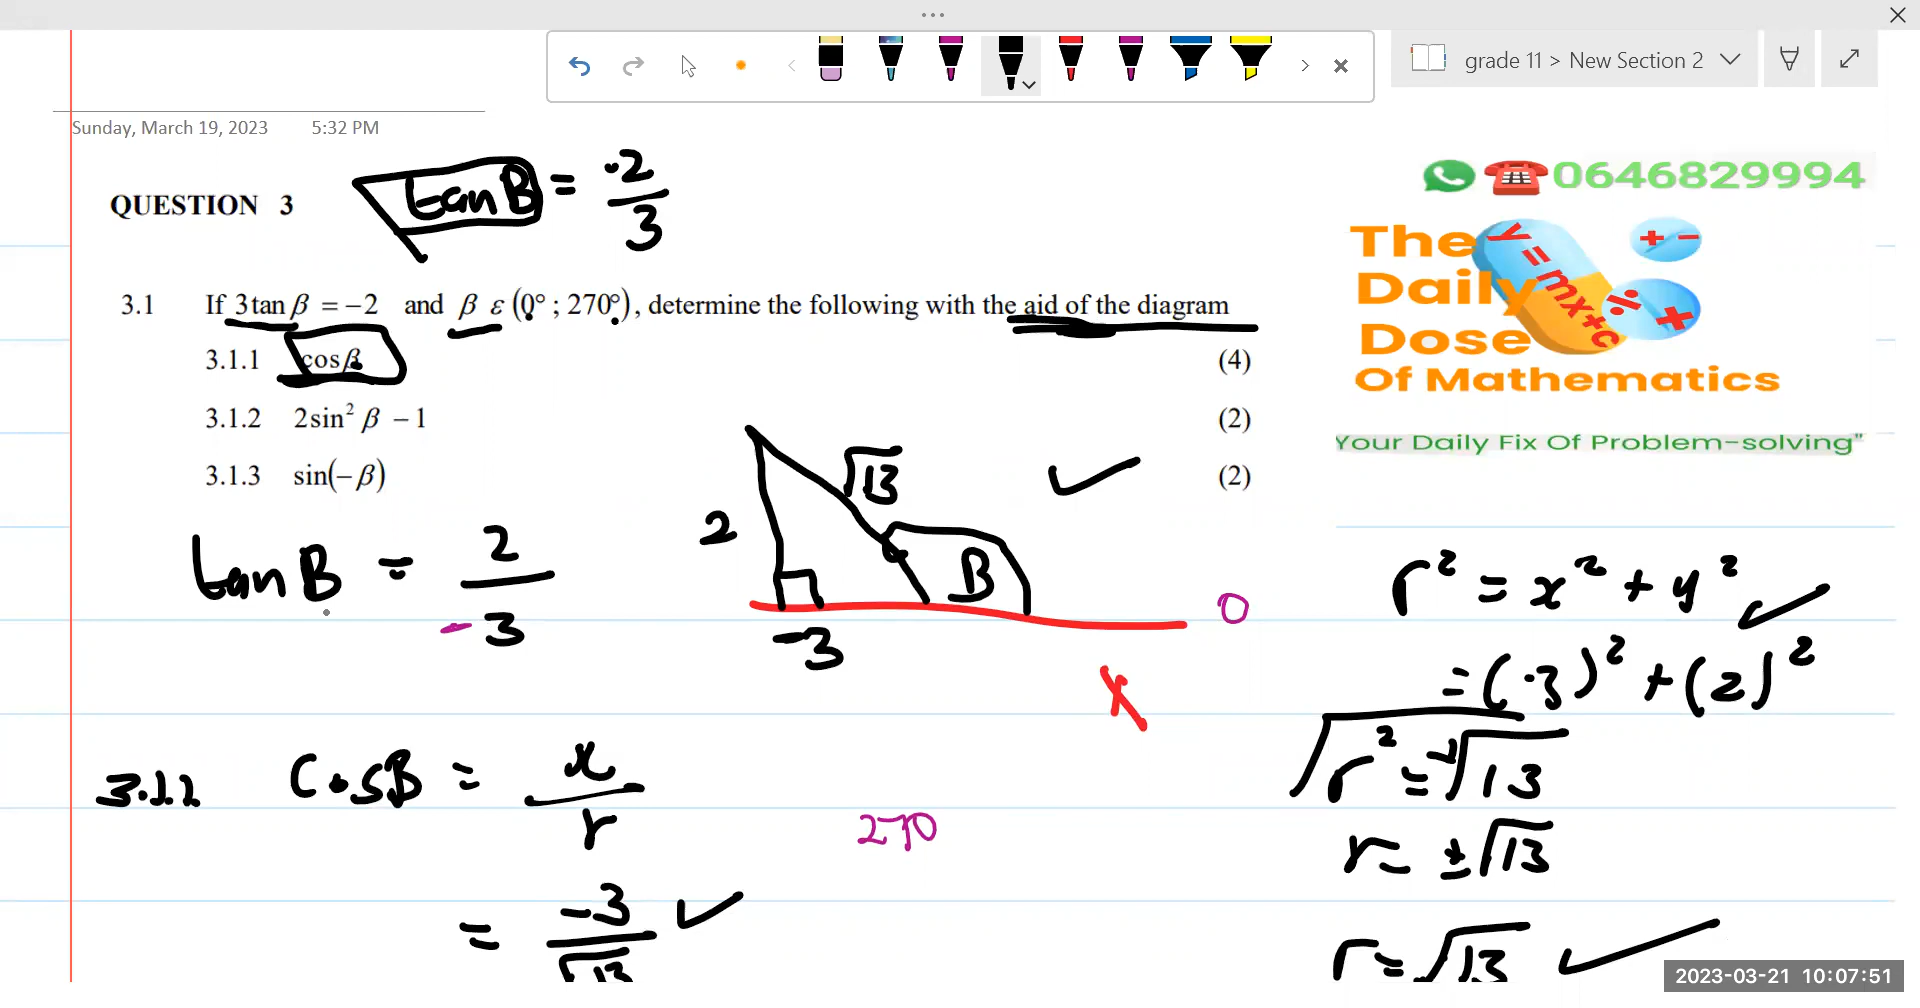 grade 11 > New Section 2
Sunday, March 19, 2023 5:32 PM
0646829994
The
Daily
Dose
Of Mathematics
y=mx+c
Your Daily Fix Of Problem-solving"
QUESTION 3
tan B = -2/3
3.1 If 3tan β = −2 and β ε (0° ; 270°), determine the following with the aid of the diagram
3.1.1 cos β (4)
3.1.2 2sin² β − 1 (2)
3.1.3 sin(−β) (2)
tan B = 2/-3
2
√13
B
-3
0
270
r² = x² + y²
= (-3)² + (2)²
√r² = √13
r = ±√13
r = √13
3.1.1 Cos B = x/r
= -3/√13
2023-03-21 10:07:51